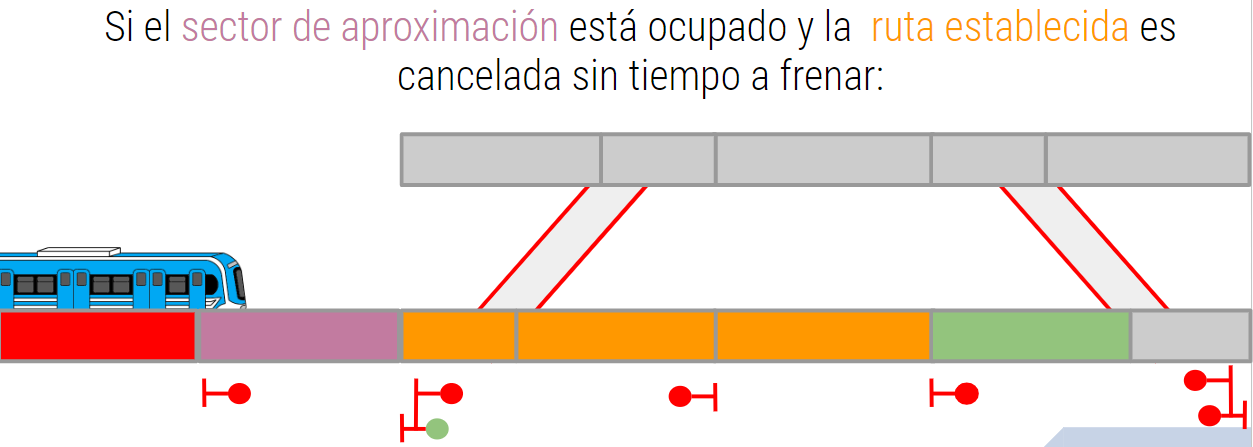 Si el sector de aproximación está ocupado y la ruta establecida es
cancelada sin tiempo a frenar: